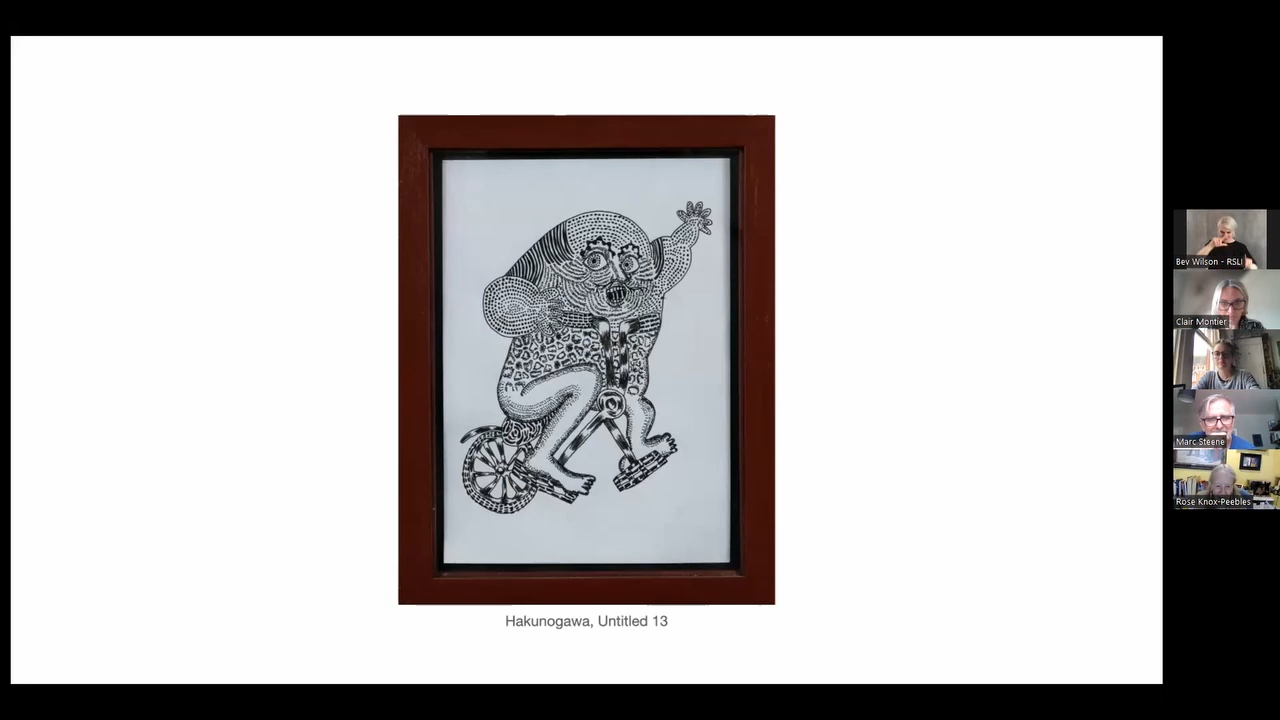 Hakunogawa, Untitled 13
Bev Wilson - RSLI
Clair Montier
Marc Steene
Rose Knox-Peebles